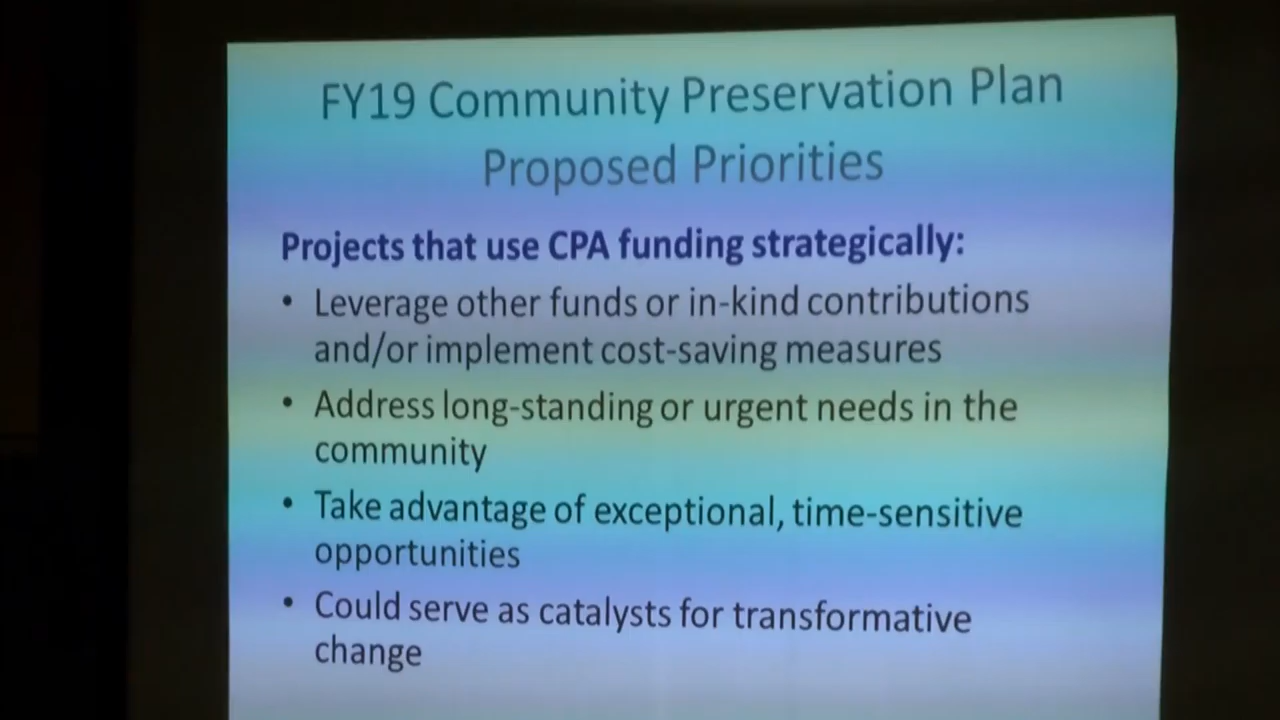 FY19 Community Preservation Plan
Proposed Priorities
Projects that use CPA funding strategically:
• Leverage other funds or in-kind contributions
and/or implement cost-saving measures
• Address long-standing or urgent needs in the
community
• Take advantage of exceptional, time-sensitive
opportunities
• Could serve as catalysts for transformative
change